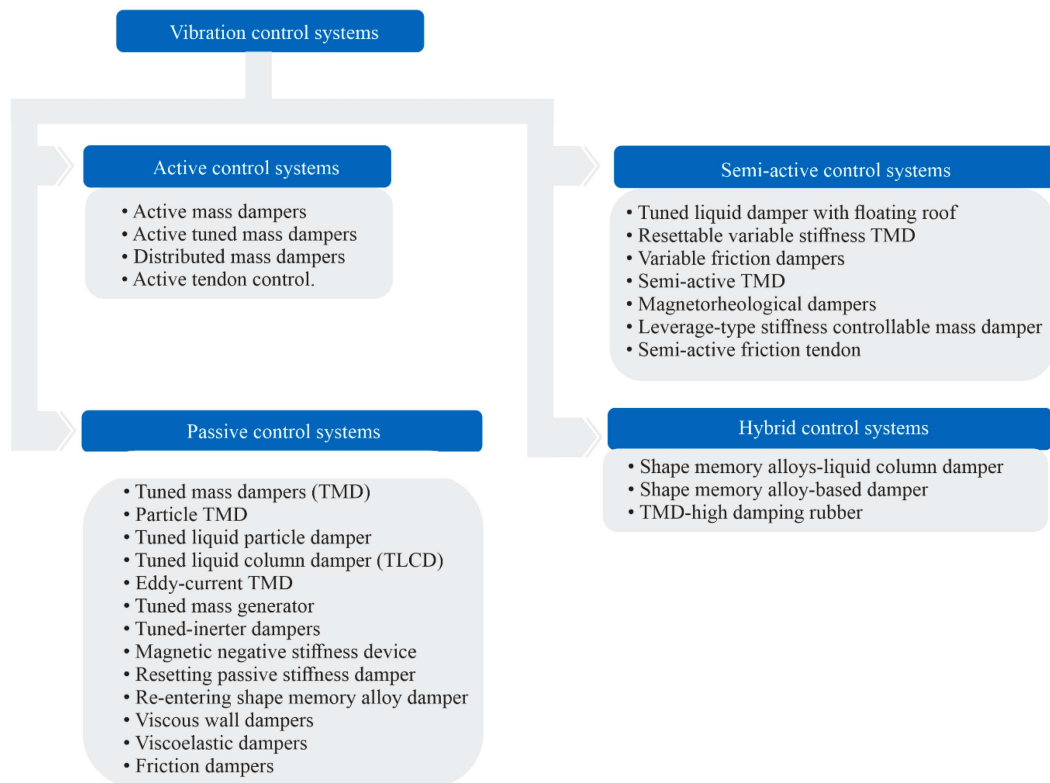 Vibration control systems
Active control systems
• Active mass dampers
• Active tuned mass dampers
• Distributed mass dampers
• Active tendon control.
Semi-active control systems
• Tuned liquid damper with floating roof
• Resettable variable stiffness TMD
• Variable friction dampers
• Semi-active TMD
• Magnetorheological dampers
• Leverage-type stiffness controllable mass damper
• Semi-active friction tendon
Passive control systems
• Tuned mass dampers (TMD)
• Particle TMD
• Tuned liquid particle damper
• Tuned liquid column damper (TLCD)
• Eddy-current TMD
• Tuned mass generator
• Tuned-inerter dampers
• Magnetic negative stiffness device
• Resetting passive stiffness damper
• Re-entering shape memory alloy damper
• Viscous wall dampers
• Viscoelastic dampers
• Friction dampers
Hybrid control systems
• Shape memory alloys-liquid column damper
• Shape memory alloy-based damper
• TMD-high damping rubber